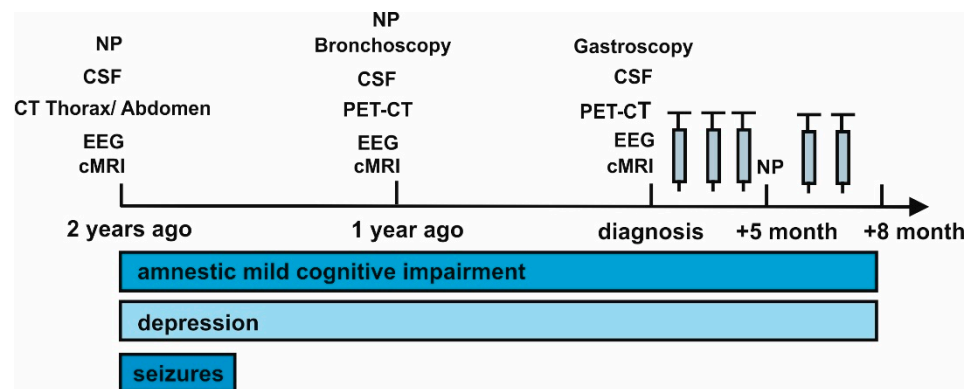 NP
CSF
CT Thorax/ Abdomen
EEG
cMRI
NP
Bronchoscopy
CSF
PET-CT
EEG
cMRI
Gastroscopy
CSF
PET-CT
EEG
cMRI
NP
2 years ago
1 year ago
diagnosis
+5 month
+8 month
amnestic mild cognitive impairment
depression
seizures